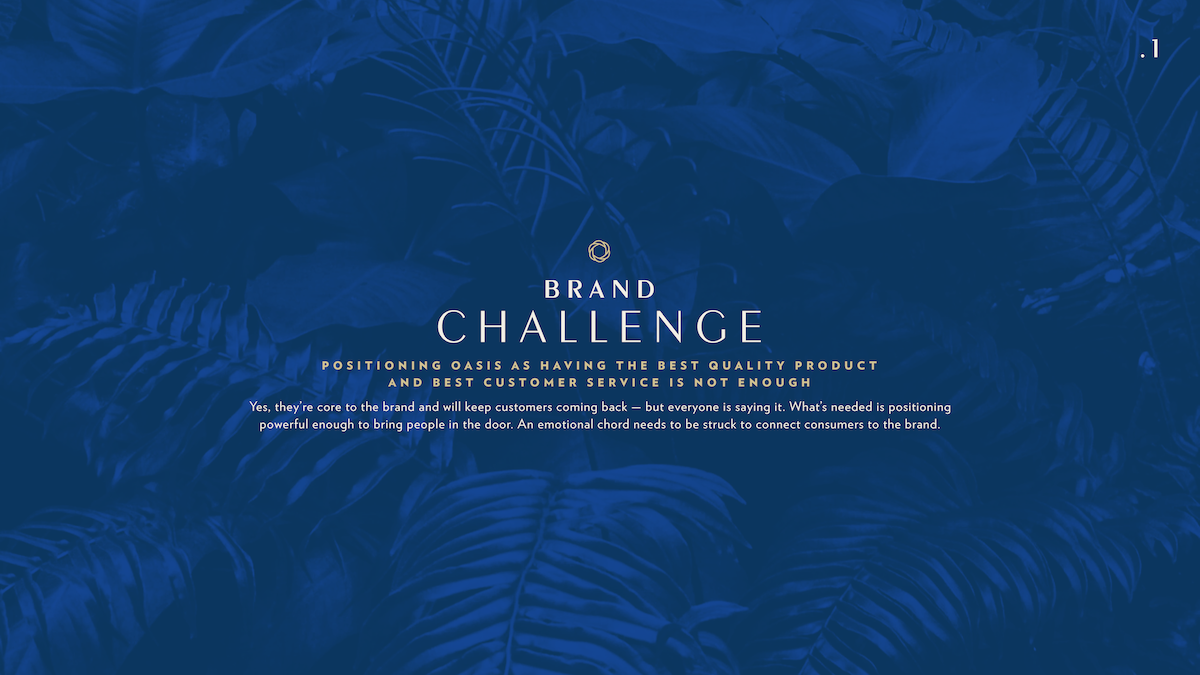 .1
BRAND
CHALLENGE
POSITIONING OASIS AS HAVING THE BEST QUALITY PRODUCT
AND BEST CUSTOMER SERVICE IS NOT ENOUGH
Yes, they're core to the brand and will keep customers coming back — but everyone is saying it. What's needed is positioning
powerful enough to bring people in the door. An emotional chord needs to be struck to connect consumers to the brand.